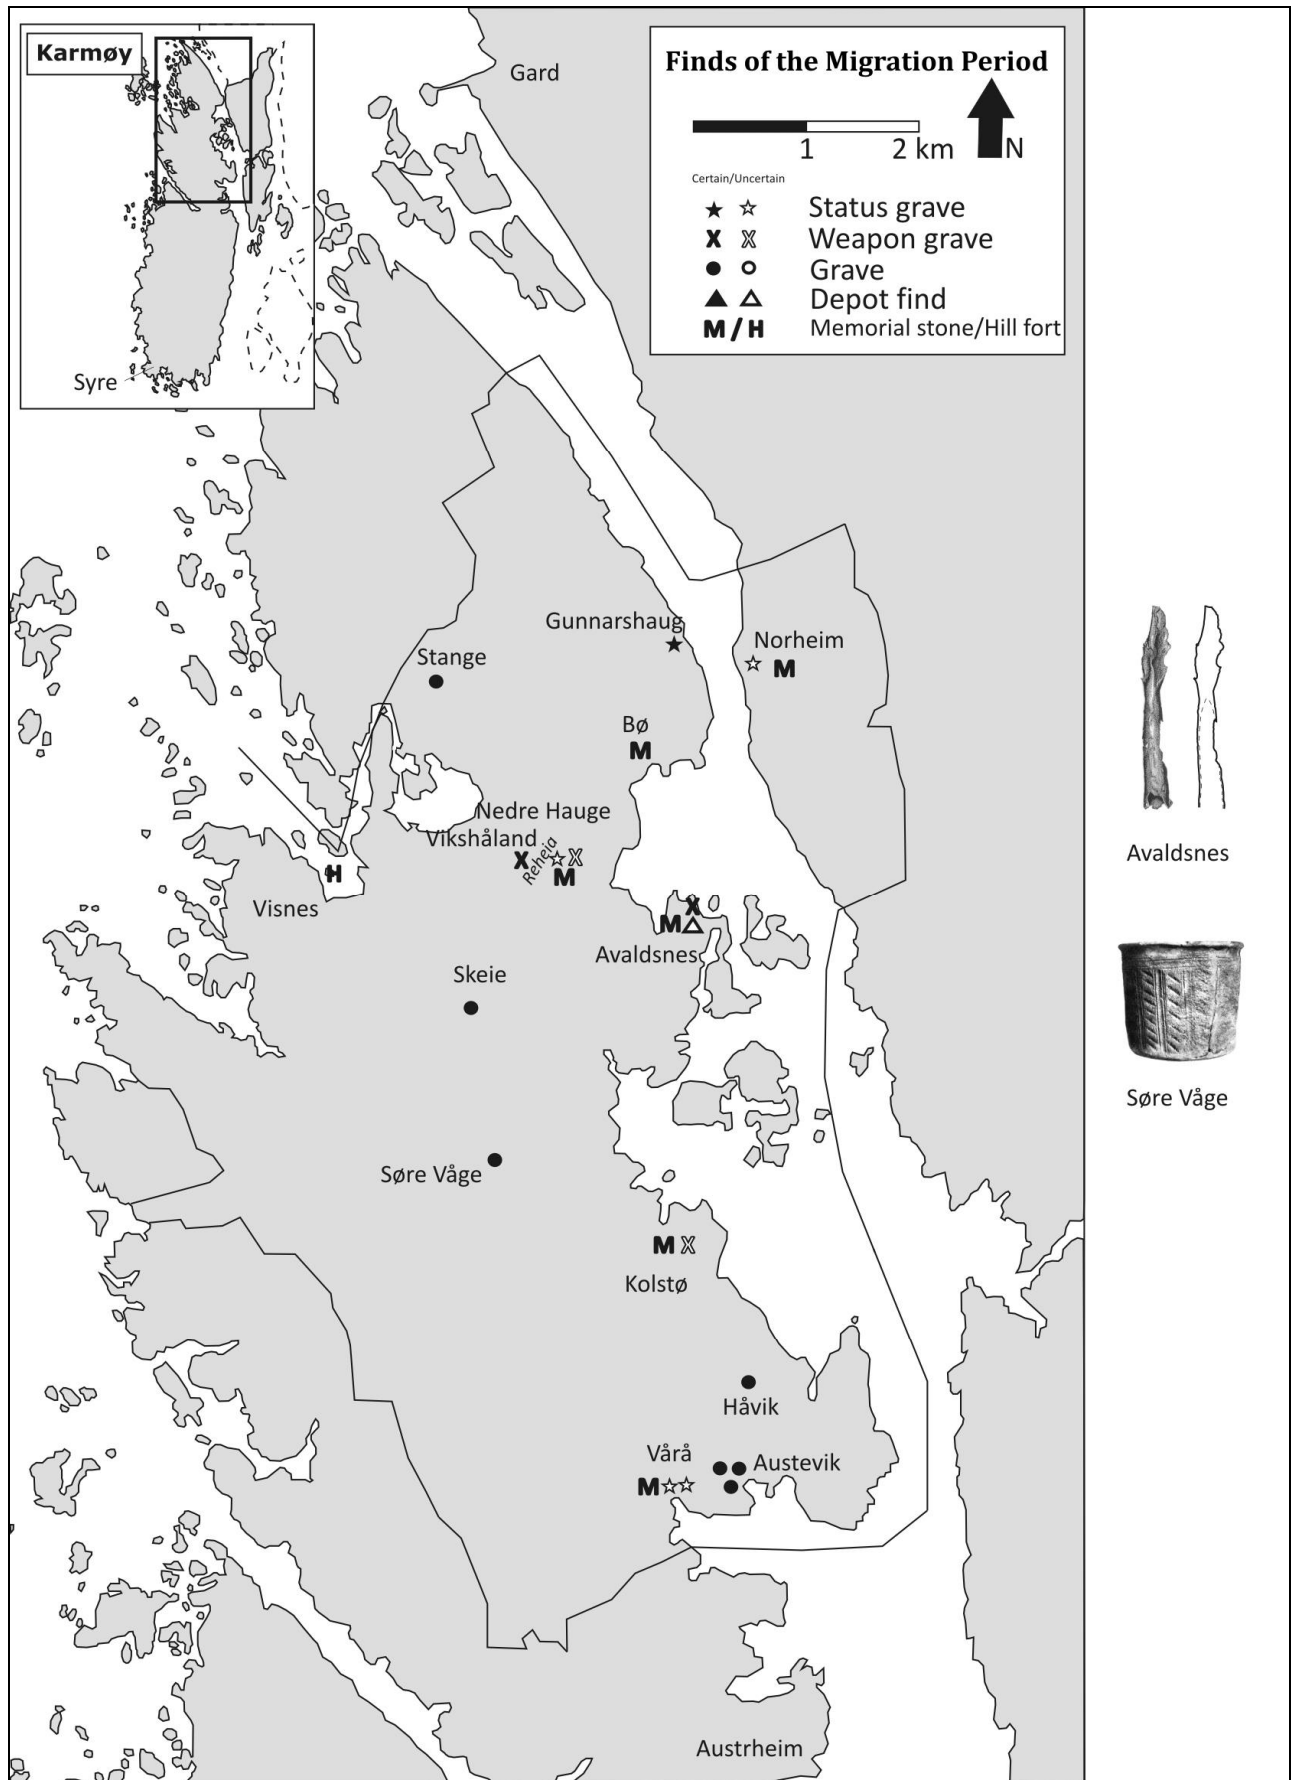 Karmøy
Syre
Gard
Finds of the Migration Period
1
2 km
N
Certain/Uncertain
Status grave
Weapon grave
Grave
Depot find
M / H Memorial stone/Hill fort
Gunnarshaug
Norheim
M
Stange
Bø
M
Nedre Hauge
Vikshåland
X
Reheia
X
M
H
Visnes
X
M
Avaldsnes
Skeie
Søre Våge
M X
Kolstø
Håvik
Vårå
Austevik
M
Austrheim
Avaldsnes
Søre Våge